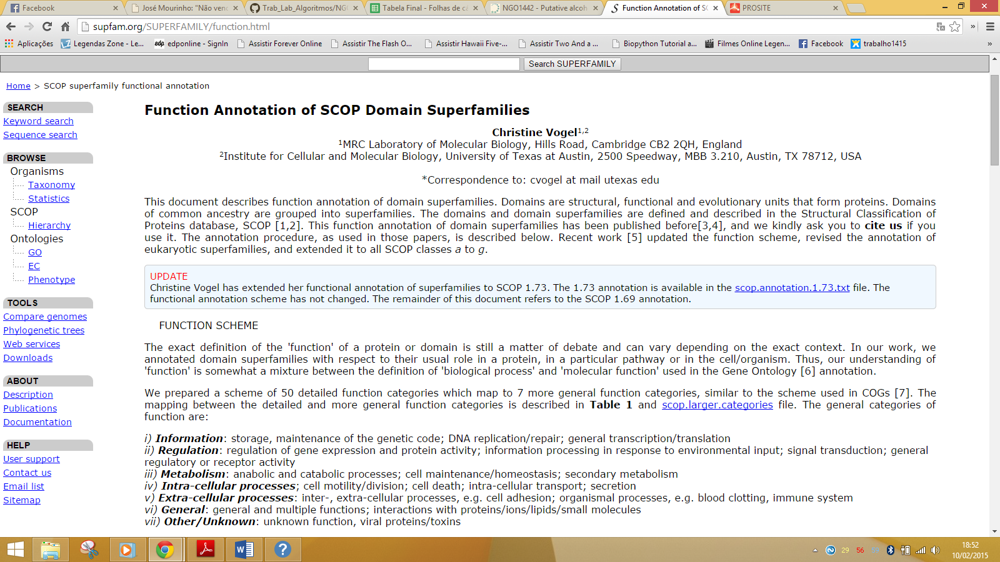 Facebook
José Mourinho: "Não venc
Trab_Lab_Algoritmos/NGO
Tabela Final - Folhas de cá
NGO1442 - Putative alcoh
Function Annotation of SC
PROSITE
supfam.org/SUPERFAMILY/function.html
Aplicações
Legendas Zone - Le...
edp edponline - SignIn
Assistir Forever Online
Assistir The Flash O...
Assistir Hawaii Five-...
Assistir Two And a ...
Biopython Tutorial a...
Filmes Online Legen...
Facebook
trabalho1415
»
Search SUPERFAMILY
Home > SCOP superfamily functional annotation
SEARCH
Keyword search
Sequence search
BROWSE
Organisms
Taxonomy
Statistics
SCOP
Hierarchy
Ontologies
GO
EC
Phenotype
TOOLS
Compare genomes
Phylogenetic trees
Web services
Downloads
ABOUT
Description
Publications
Documentation
HELP
User support
Contact us
Email list
Sitemap
Function Annotation of SCOP Domain Superfamilies
Christine Vogel1,2
1MRC Laboratory of Molecular Biology, Hills Road, Cambridge CB2 2QH, England
2Institute for Cellular and Molecular Biology, University of Texas at Austin, 2500 Speedway, MBB 3.210, Austin, TX 78712, USA
*Correspondence to: cvogel at mail utexas edu
This document describes function annotation of domain superfamilies. Domains are structural, functional and evolutionary units that form proteins. Domains
of common ancestry are grouped into superfamilies. The domains and domain superfamilies are defined and described in the Structural Classification of
Proteins database, SCOP [1,2]. This function annotation of domain superfamilies has been published before[3,4], and we kindly ask you to cite us if you
use it. The annotation procedure, as used in those papers, is described below. Recent work [5] updated the function scheme, revised the annotation of
eukaryotic superfamilies, and extended it to all SCOP classes a to g.
UPDATE
Christine Vogel has extended her functional annotation of superfamilies to SCOP 1.73. The 1.73 annotation is available in the scop.annotation.1.73.txt file. The
functional annotation scheme has not changed. The remainder of this document refers to the SCOP 1.69 annotation.
FUNCTION SCHEME
The exact definition of the 'function' of a protein or domain is still a matter of debate and can vary depending on the exact context. In our work, we
annotated domain superfamilies with respect to their usual role in a protein, in a particular pathway or in the cell/organism. Thus, our understanding of
'function' is somewhat a mixture between the definition of 'biological process' and 'molecular function' used in the Gene Ontology [6] annotation.
We prepared a scheme of 50 detailed function categories which map to 7 more general function categories, similar to the scheme used in COGs [7]. The
mapping between the detailed and more general function categories is described in Table 1 and scop.larger.categories file. The general categories of
function are:
i) Information: storage, maintenance of the genetic code; DNA replication/repair; general transcription/translation
ii) Regulation: regulation of gene expression and protein activity; information processing in response to environmental input; signal transduction; general
regulatory or receptor activity
iii) Metabolism: anabolic and catabolic processes; cell maintenance/homeostasis; secondary metabolism
iv) Intra-cellular processes; cell motility/division; cell death; intra-cellular transport; secretion
v) Extra-cellular processes: inter-, extra-cellular processes, e.g. cell adhesion; organismal processes, e.g. blood clotting, immune system
vi) General: general and multiple functions; interactions with proteins/ions/lipids/small molecules
vii) Other/Unknown: unknown function, viral proteins/toxins
29
56
18:52
10/02/2015